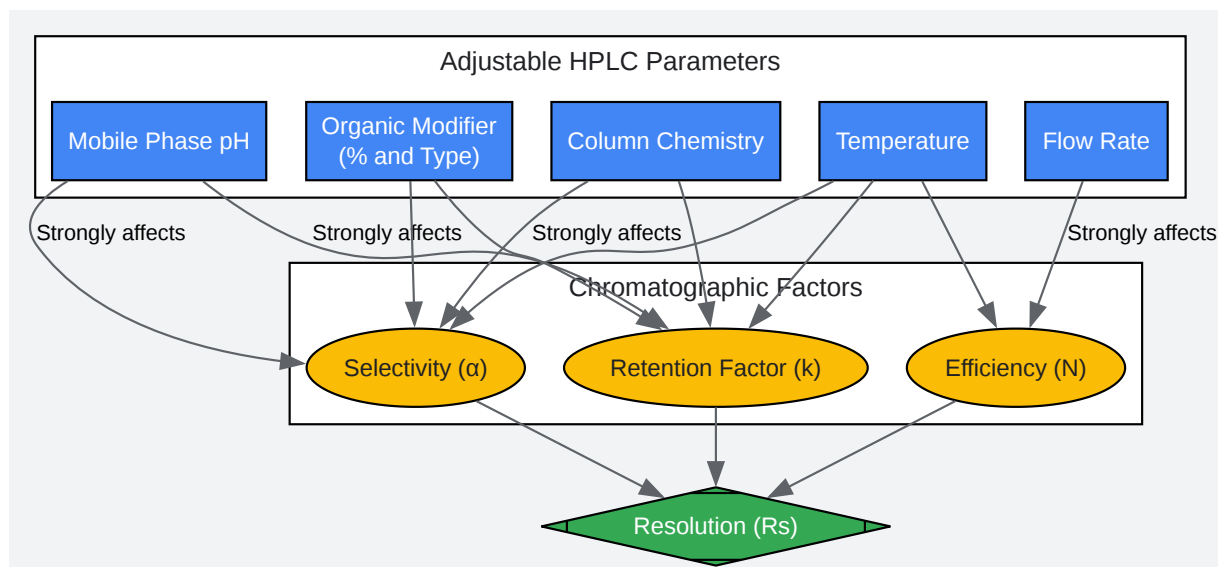 Adjustable HPLC Parameters
Mobile Phase pH
Organic Modifier
(% and Type)
Column Chemistry
Temperature
Flow Rate
Strongly affects
Strongly affects
Strongly affects
Strongly affects
Chromatographic Factors
Selectivity (α)
Retention Factor (k)
Efficiency (N)
Resolution (Rs)